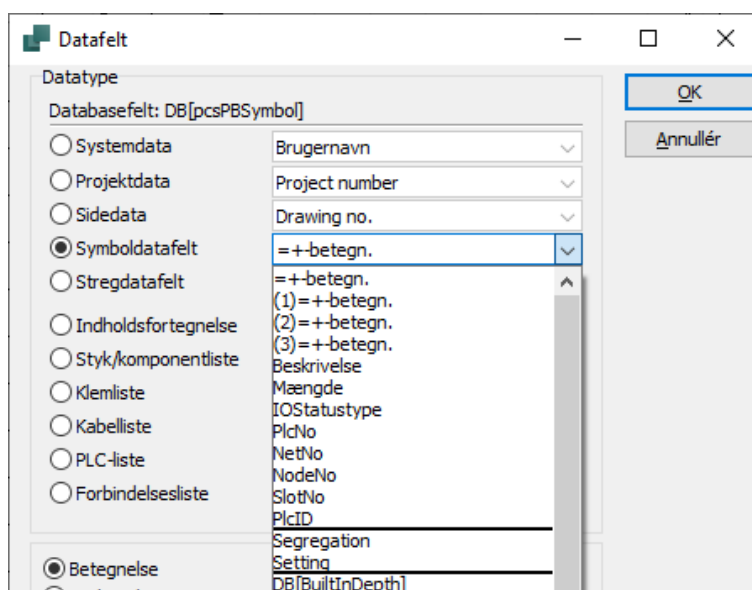 Datafelt
Datatype
OK
Databasefelt: DB[pcsPBSymbol]
Annullér
Systemdata
Brugernavn
Projektdata
Project number
Sidedata
Drawing no.
Symboldatafelt
=+-betegn.
Stregdatafelt
=+-betegn.
(1)=+-betegn.
Indholdsfortegnelse
(2)=+-betegn.
(3)=+-betegn.
Styk/komponentliste
Beskrivelse
Klemliste
Mængde
IOStatustype
Kabelliste
PlcNo
NetNo
PLC-liste
NodeNo
Forbindelsesliste
SlotNo
PlcID
Segregation
Setting
Betegnelse
DB[BuiltInDepth]